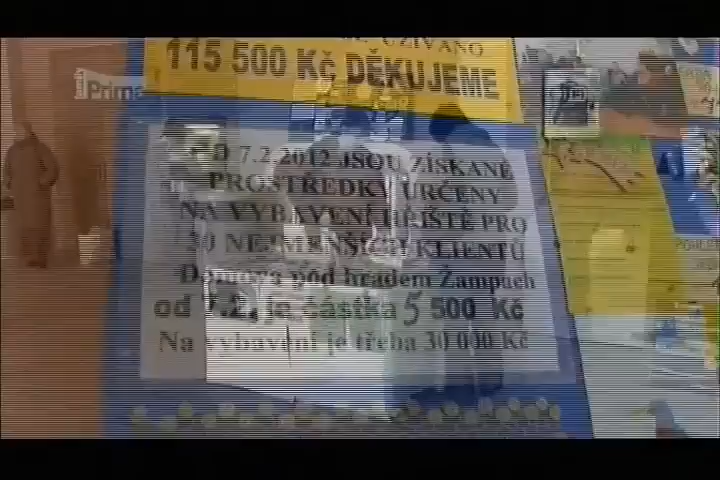 UŽÍVÁNO
115 500 Kč DĚKUJEME
Prima
OD 7.2.2012 JSOU ZÍSKANÉ
PROSTŘEDKY URČENY
NA VYBAVENÍ HŘIŠTĚ PRO
30 NEJMENŠÍCH KLIENTŮ
Domova pod hradem Žampach
od 7.2. je částka 5 500 Kč
Na vybavení je třeba 30 000 Kč